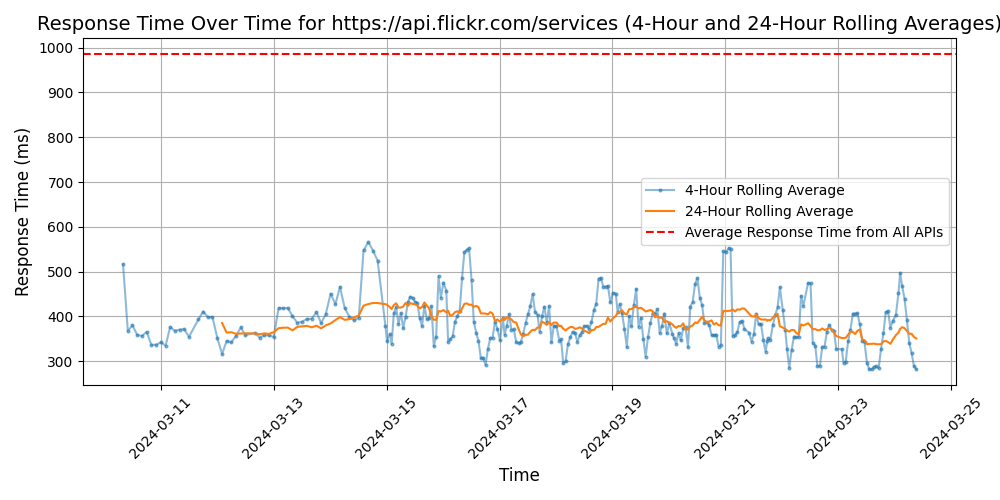 Response Time Over Time for https://api.flickr.com/services (4-Hour and 24-Hour Rolling Averages)
Response Time (ms)
1000
900
800
700
600
500
400
300
4-Hour Rolling Average
24-Hour Rolling Average
Average Response Time from All APIs
2024-03-11
2024-03-13
2024-03-15
2024-03-17
2024-03-19
2024-03-21
2024-03-23
2024-03-25
Time